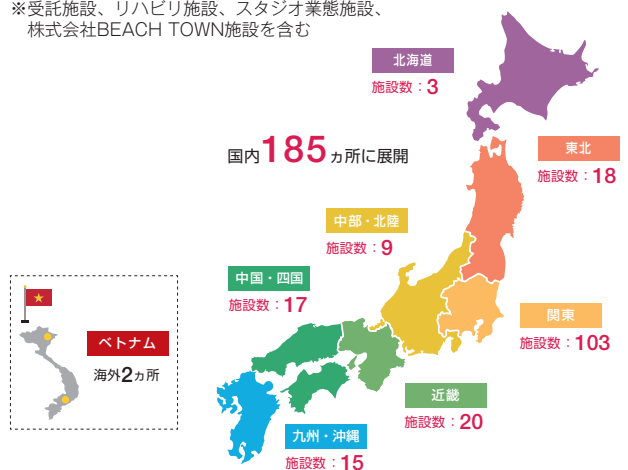 ※受託施設、リハビリ施設、スタジオ業態施設、
株式会社BEACH TOWN施設を含む
北海道
施設数：3
国内185ヵ所に展開
東北
施設数：18
中部・北陸
施設数：9
中国・四国
施設数：17
関東
施設数：103
ベトナム
海外2ヵ所
近畿
施設数：20
九州・沖縄
施設数：15